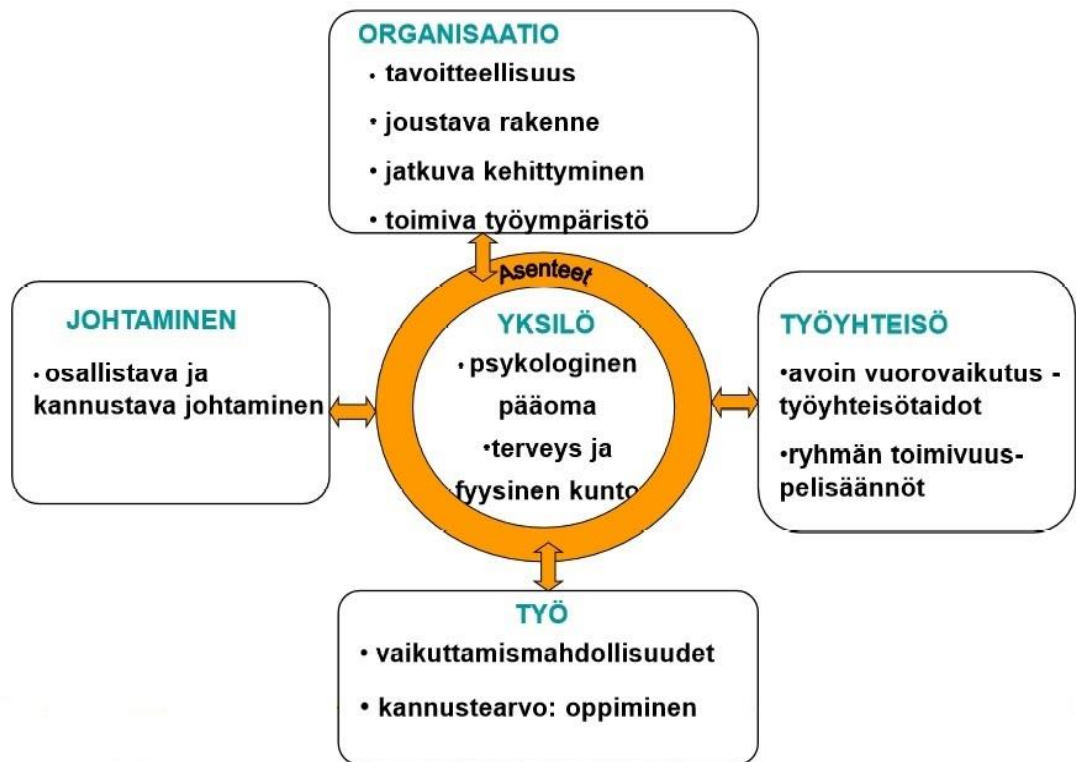 ORGANISAATIO
• tavoitteellisuus
• joustava rakenne
• jatkuva kehittyminen
• toimiva työympäristö
Asenteet
JOHTAMINEN
• osallistava ja
kannustava johtaminen
YKSILÖ
• psykologinen
pääoma
• terveys ja
fyysinen kunto
TYÖYHTEISÖ
•avoin vuorovaikutus -
työyhteisötaidot
•ryhmän toimivuus-
pelisäännöt
TYÖ
• vaikuttamismahdollisuudet
• kannustearvo: oppiminen